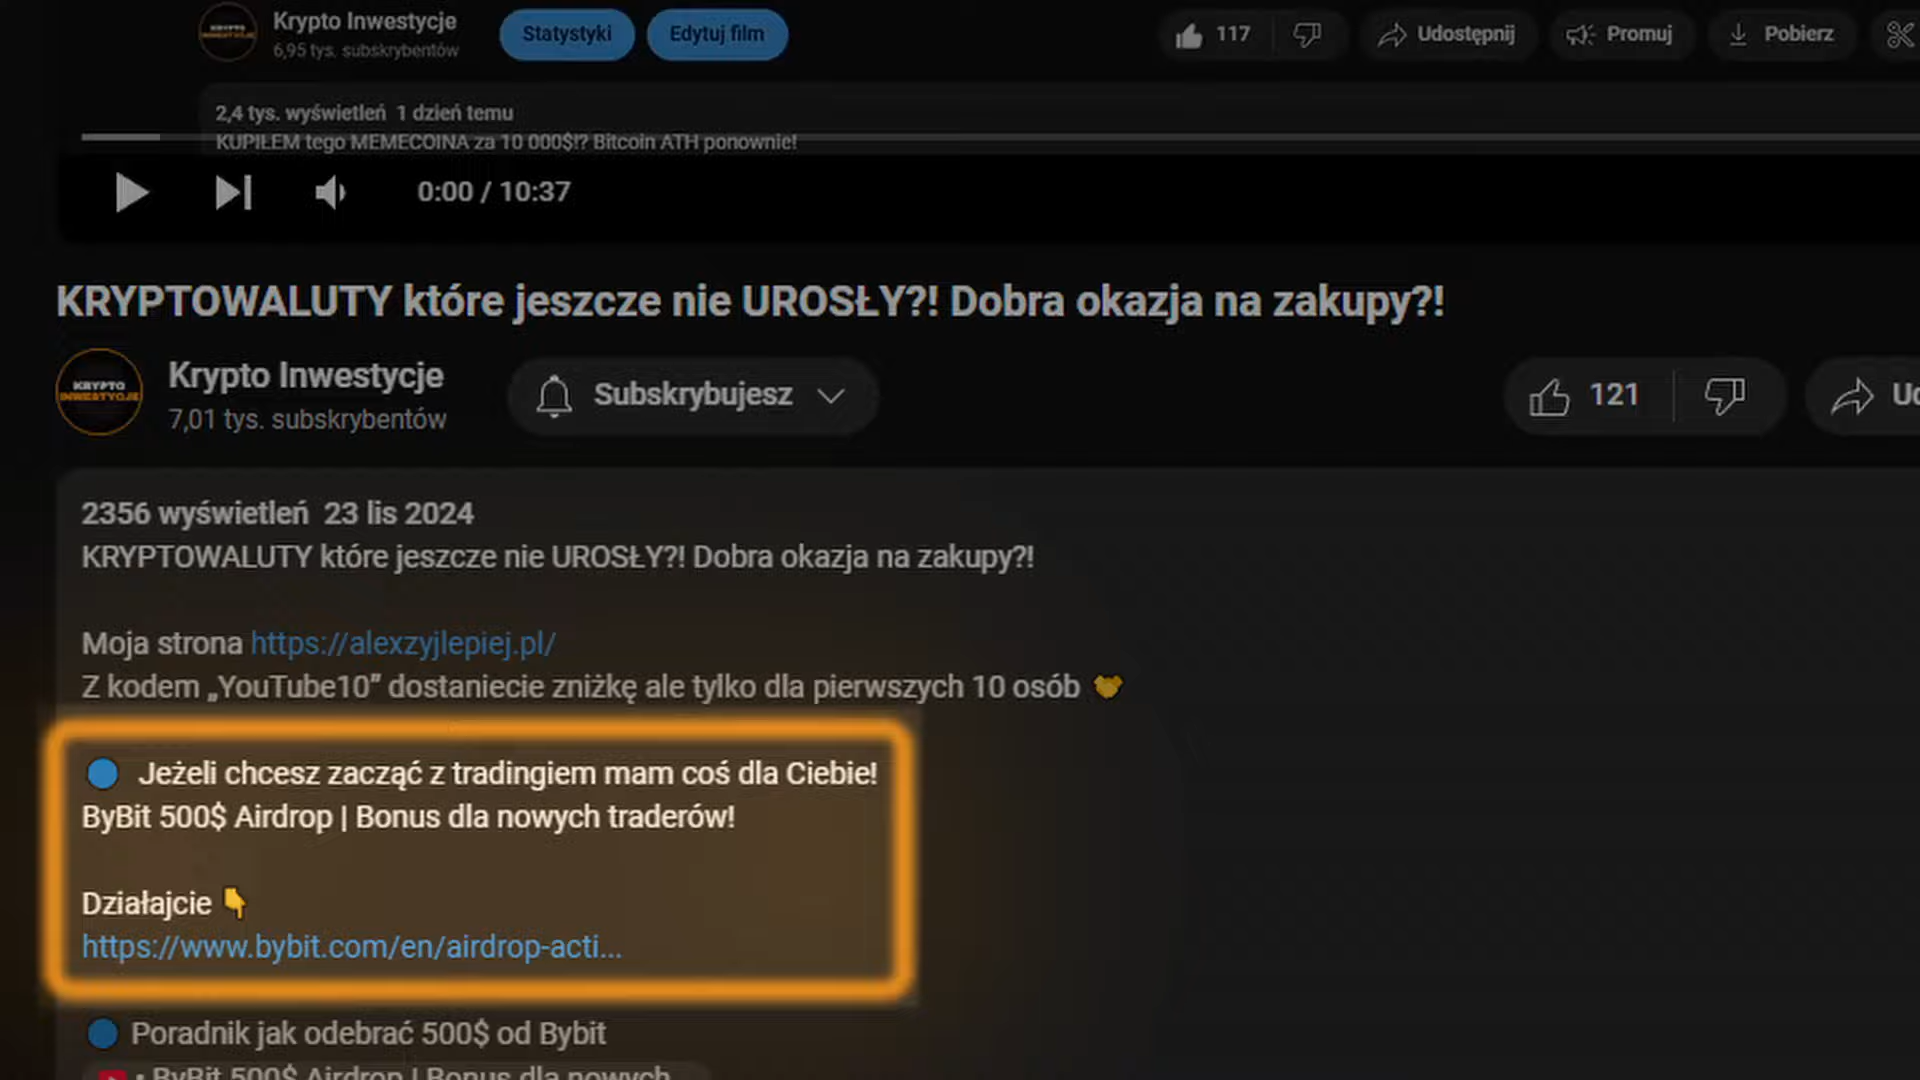 Krypto Inwestycje
6,95 tys. subskrybentów
Statystyki
Edytuj film
117
Udostępnij
Promuj
Pobierz
2,4 tys. wyświetleń 1 dzień temu
KUPIŁEM tego MEMECOINA za 10 000$!? Bitcoin ATH ponownie!
0:00 / 10:37
KRYPTOWALUTY które jeszcze nie UROSŁY?! Dobra okazja na zakupy?!
KRYPTO
INWESTYCJE
Krypto Inwestycje
7,01 tys. subskrybentów
Subskrybujesz
121
2356 wyświetleń 23 lis 2024
KRYPTOWALUTY które jeszcze nie UROSŁY?! Dobra okazja na zakupy?!
Moja strona https://alexzyjlepiej.pl/
Z kodem „YouTube10” dostaniecie zniżkę ale tylko dla pierwszych 10 osób
Jeżeli chcesz zacząć z tradingiem mam coś dla Ciebie!
ByBit 500$ Airdrop | Bonus dla nowych traderów!
Działajcie 👇
https://www.bybit.com/en/airdrop-acti...
Poradnik jak odebrać 500$ od Bybit
• ByBit 500$ Airdrop | Bonus dla nowych